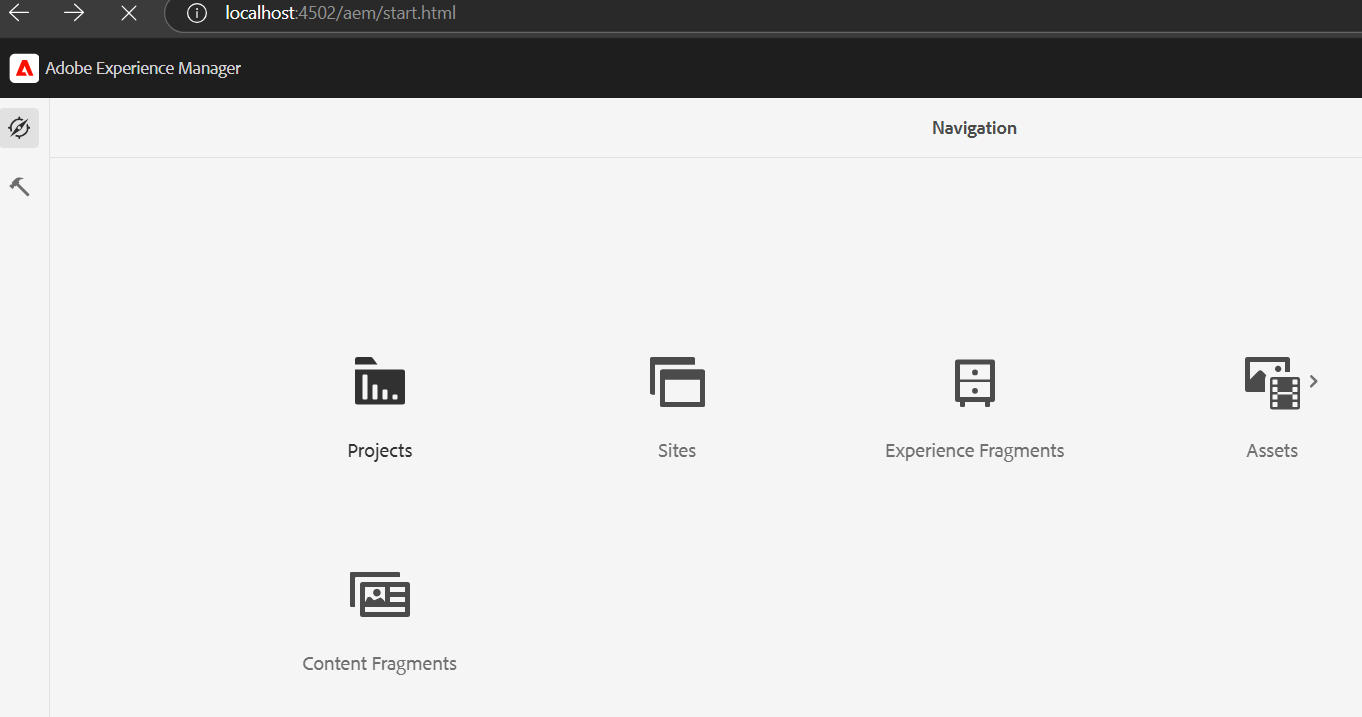 localhost:4502/aem/start.html
Adobe Experience Manager
Navigation
Projects
Sites
Experience Fragments
Assets
Content Fragments